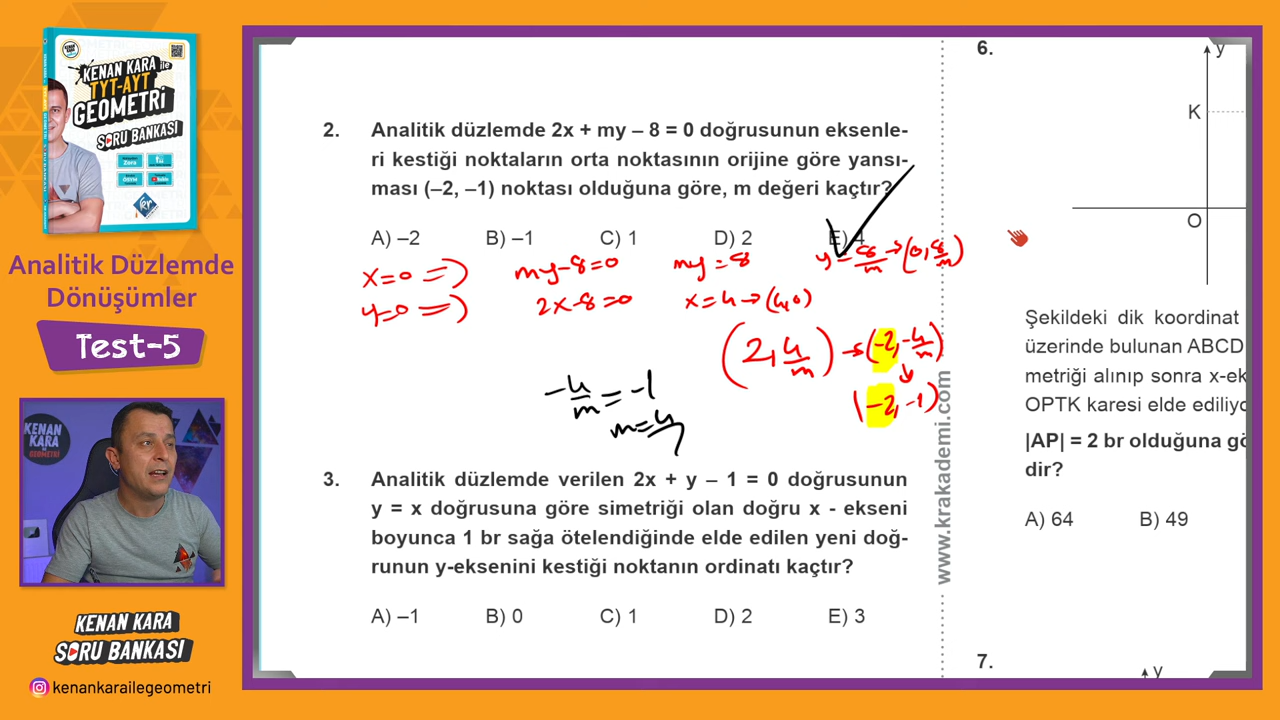 KENAN KARA ile
TYT-AYT
GEOMETRİ
SORU BANKASI
Analitik Düzlemde
Dönüşümler
Test-5
KENAN
KARA
KENAN KARA
SORU BANKASI
kenankarailegeometri
2. Analitik düzlemde 2x + my – 8 = 0 doğrusunun eksenle-
ri kestiği noktaların orta noktasının orijine göre yansı-
ması (–2, –1) noktası olduğuna göre, m değeri kaçtır?
A) –2 B) –1 C) 1 D) 2 E) 4
x=0 => my-8=0 my=8 y=8/m → (0, 8/m)
y=0 => 2x-8=0 x=4 → (4,0)
(2, 4/m) → (-2, -4/m)
(-2, -1)
-4/m = -1
m=4
3. Analitik düzlemde verilen 2x + y – 1 = 0 doğrusunun
y = x doğrusuna göre simetriği olan doğru x - ekseni
boyunca 1 br sağa ötelendiğinde elde edilen yeni doğ-
runun y-eksenini kestiği noktanın ordinatı kaçtır?
A) –1 B) 0 C) 1 D) 2 E) 3
www.krakademi.com
6.
y
K
O
Şekildeki dik koordinat
üzerinde bulunan ABCD
metriği alınıp sonra x-ek
OPTK karesi elde ediliyo
|AP| = 2 br olduğuna gö
dir?
A) 64 B) 49
7.
y